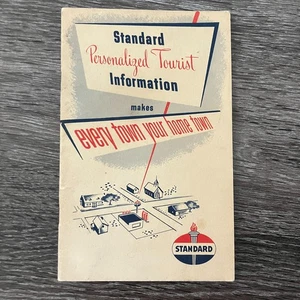 Standard
Personalized Tourist
Information
makes
every town your home town
STANDARD